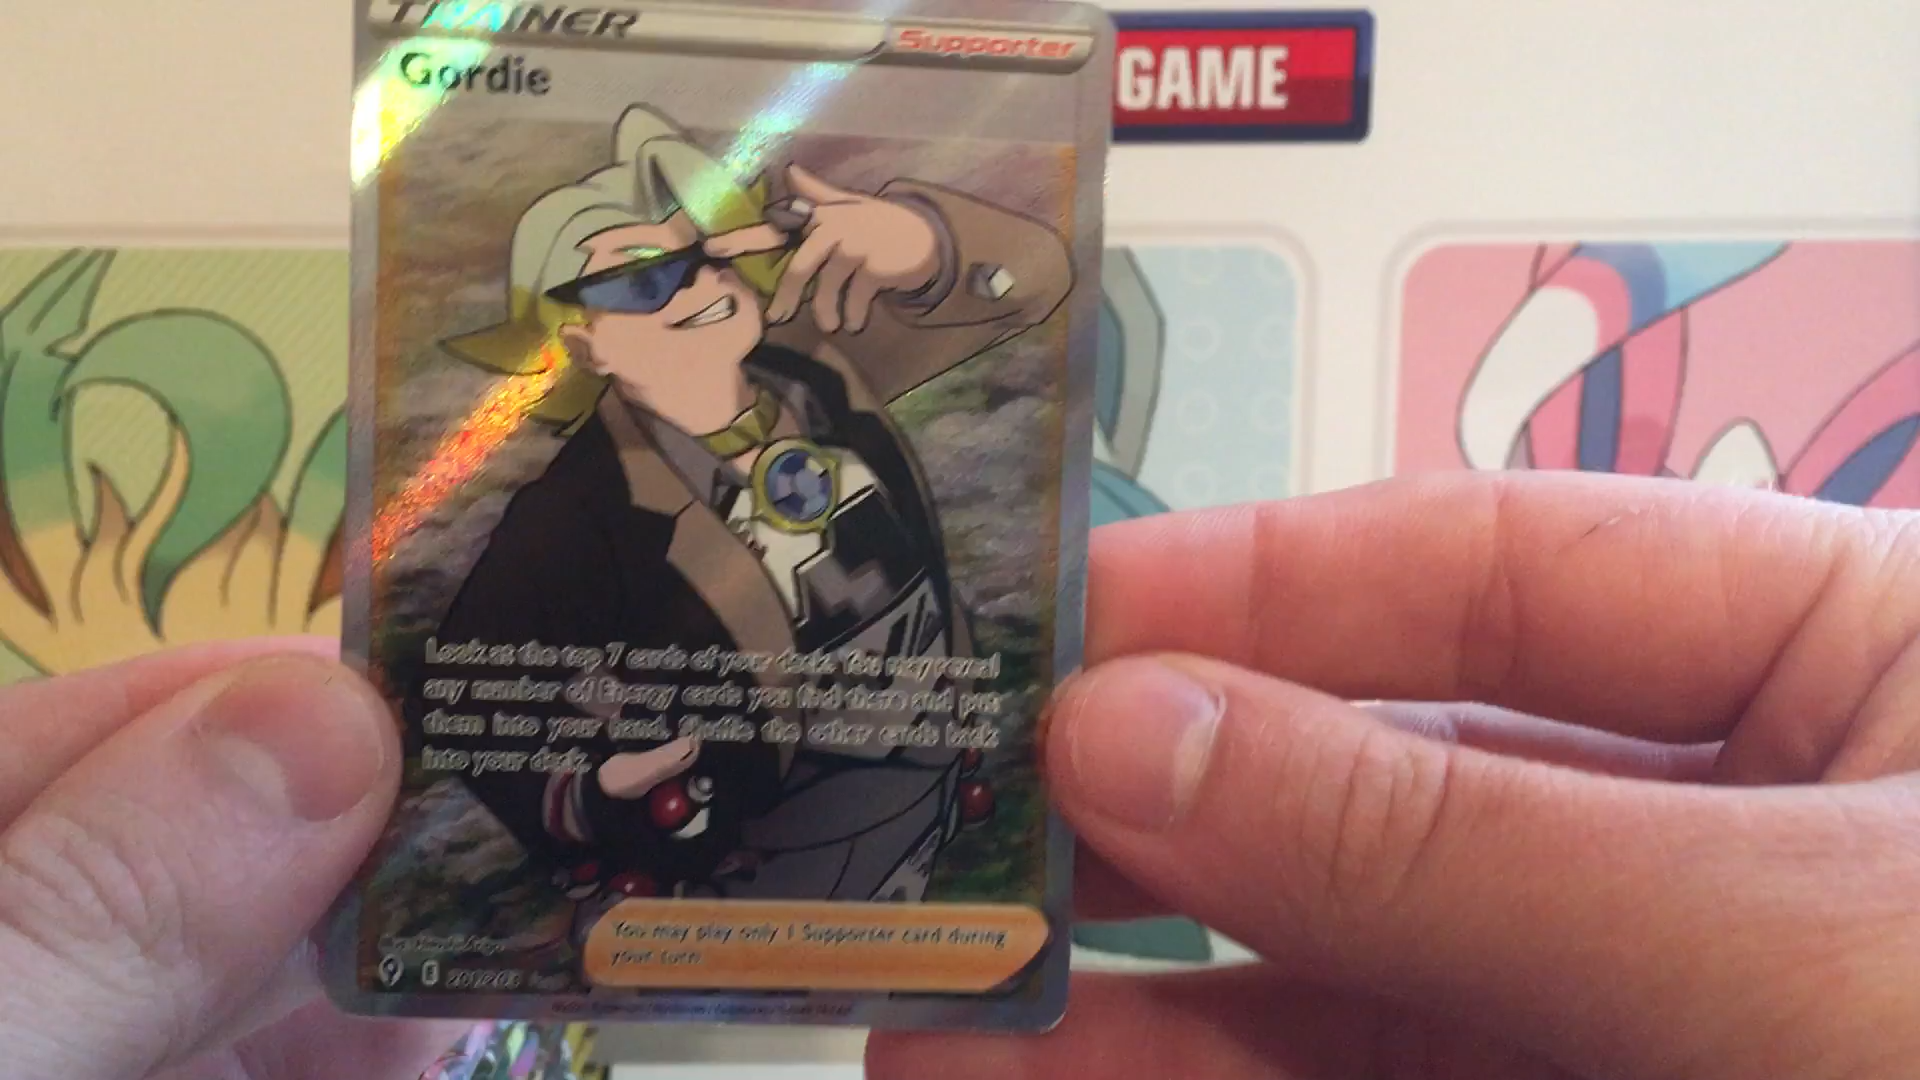 TRAINER
Supporter
Gordie
GAME
Look at the top 7 cards of your deck. You may reveal
any number of Energy cards you find there and put
them into your hand. Shuffle the other cards back
into your deck.
You may play only 1 Supporter card during
your turn.
E